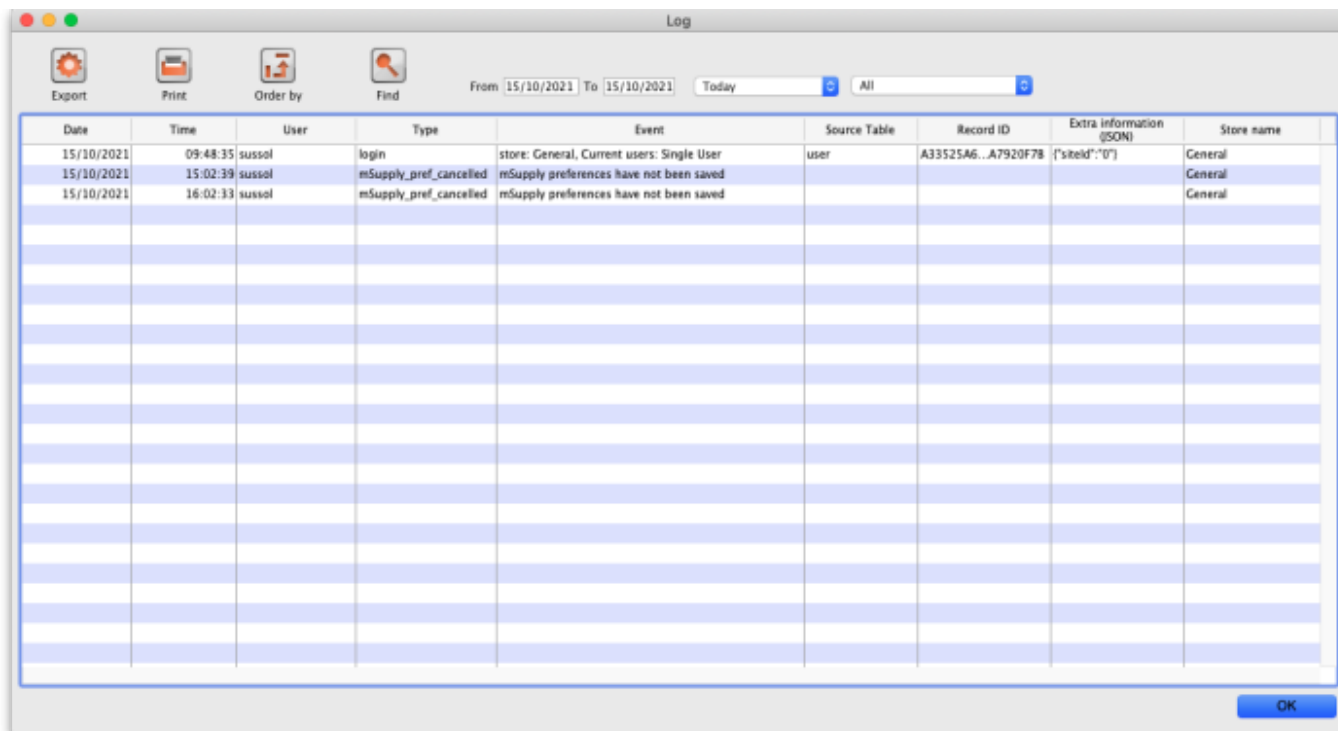 Log
Export Print Order by Find From 15/10/2021 To 15/10/2021 Today All
Date Time User Type Event Source Table Record ID Extra information (JSON) Store name
15/10/2021 09:48:35 sussol login store: General, Current users: Single User user A33525A6...A7920F7B {"siteId":"0"} General
15/10/2021 15:02:39 sussol mSupply_pref_cancelled mSupply preferences have not been saved General
15/10/2021 16:02:33 sussol mSupply_pref_cancelled mSupply preferences have not been saved General
OK